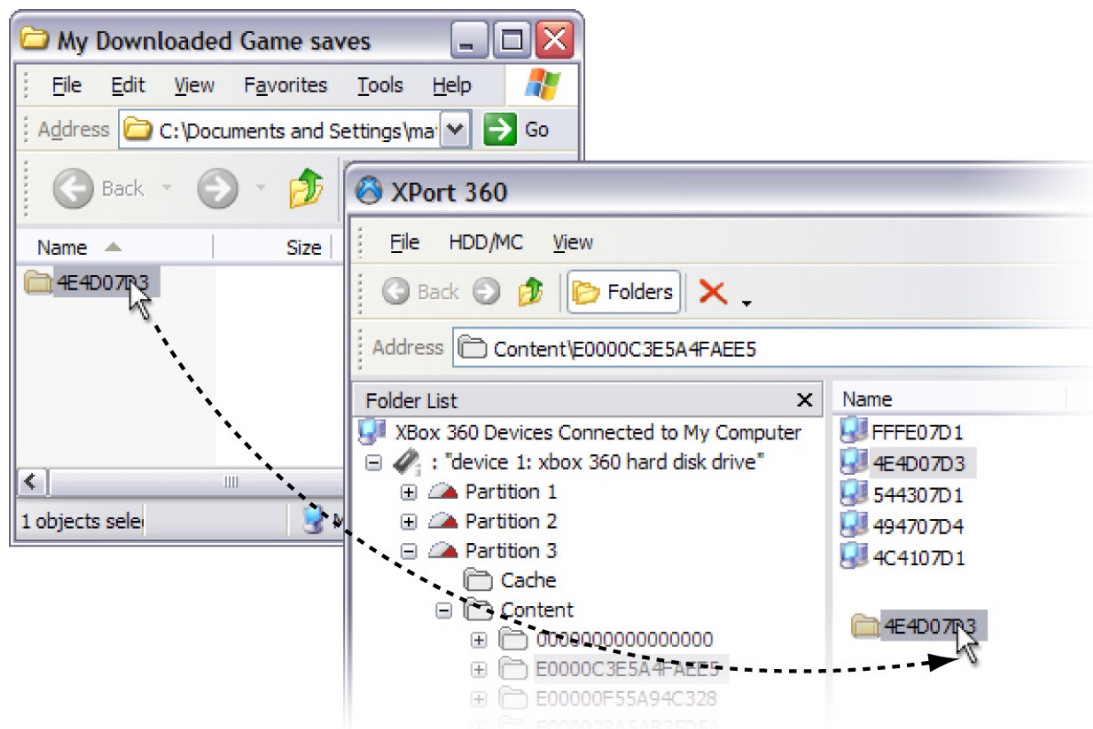 My Downloaded Game saves
File Edit View Favorites Tools Help
Address C:\Documents and Settings\ma Go
Back
Name Size
4E4D07D3
1 objects sele
XPort 360
File HDD/MC View
Back Folders
Address Content\E0000C3E5A4FAEE5
Folder List
XBox 360 Devices Connected to My Computer
: "device 1: xbox 360 hard disk drive"
Partition 1
Partition 2
Partition 3
Cache
Content
0000000000000000
E0000C3E5A4FAEE5
E00000F55A94C328
Name
FFFE07D1
4E4D07D3
544307D1
494707D4
4C4107D1
4E4D07D3